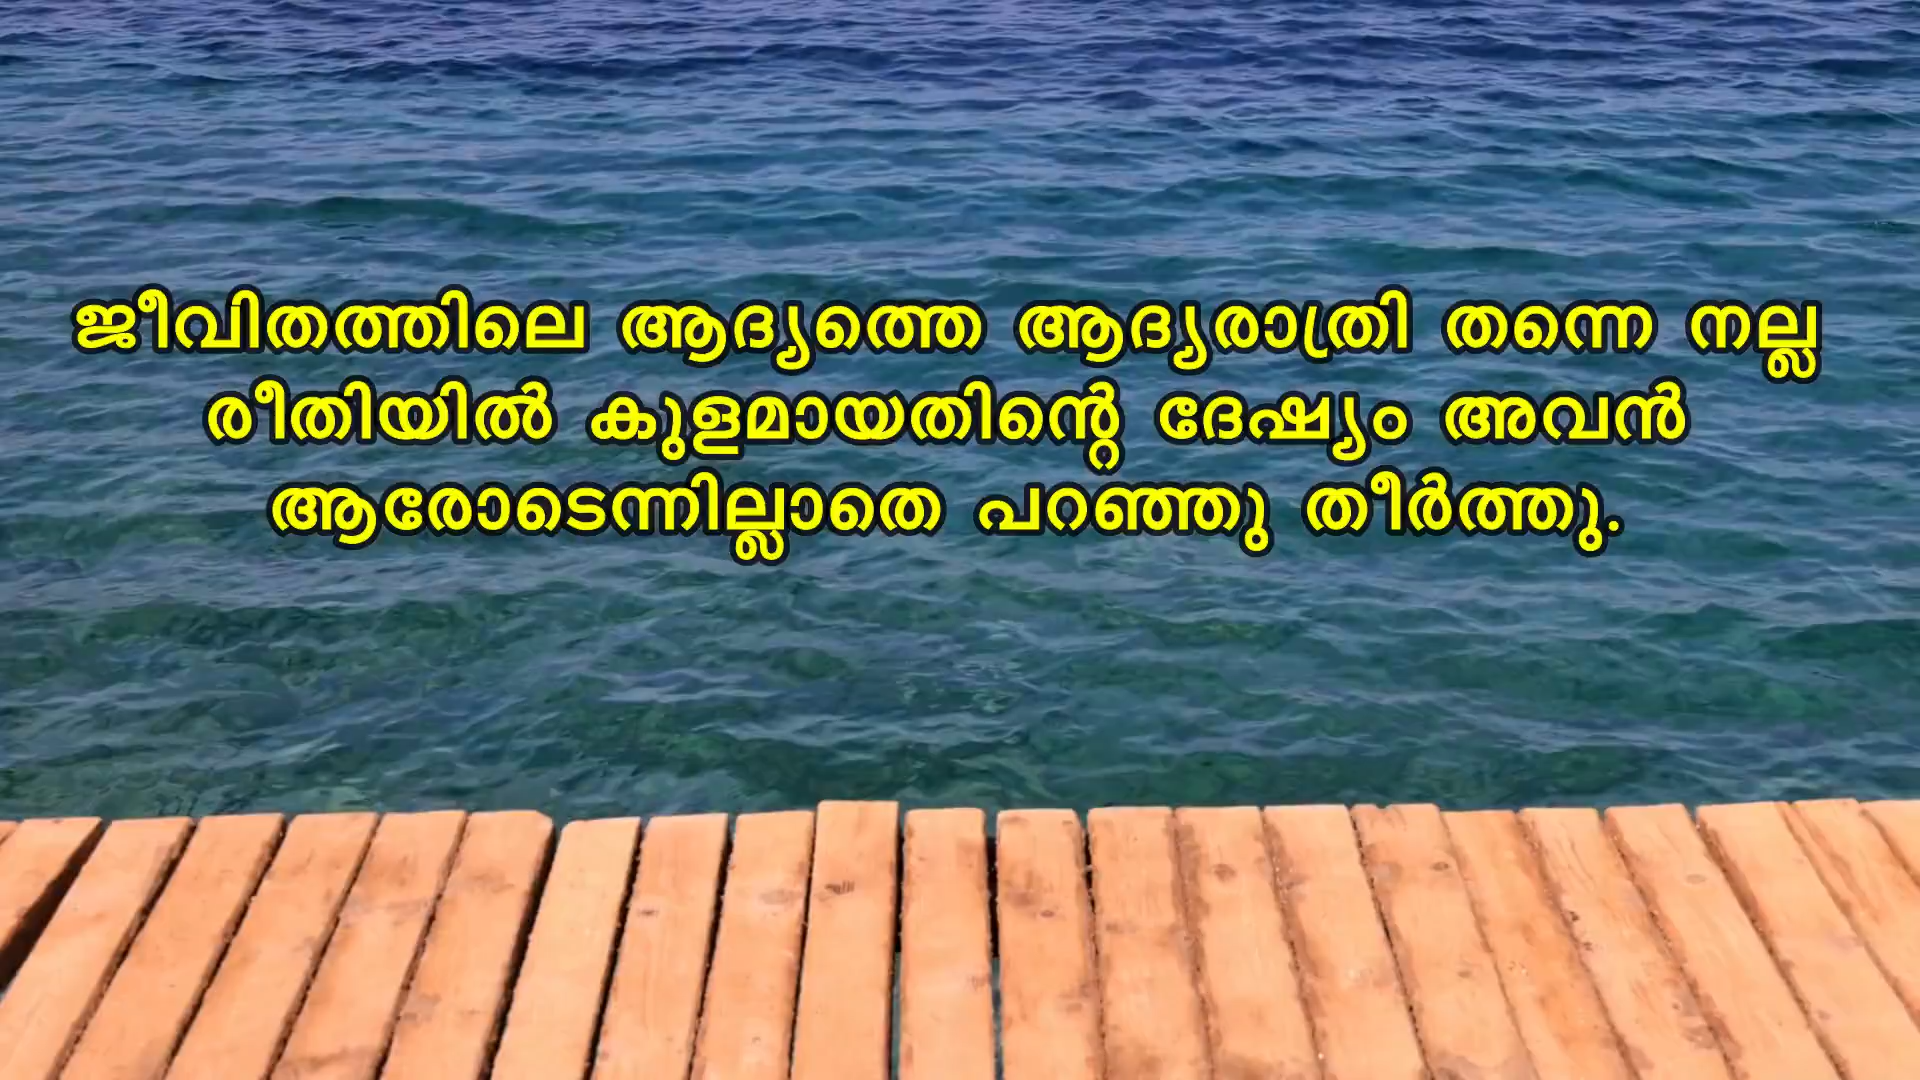 ജീവിതത്തിലെ ആദ്യത്തെ ആദ്യരാത്രി തന്നെ നല്ല
രീതിയിൽ കുളമായതിന്റെ ദേഷ്യം അവൻ
ആരോടെന്നില്ലാതെ പറഞ്ഞു തീർത്തു.